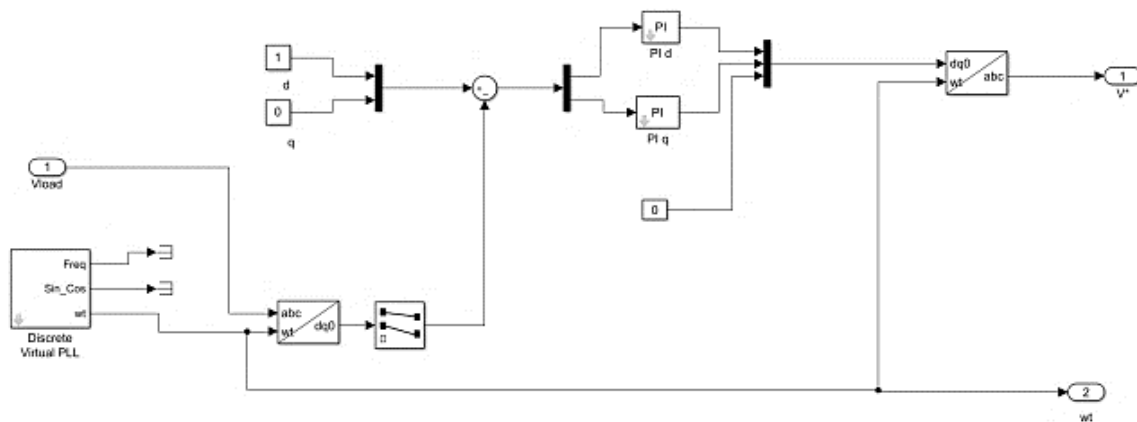 1
d
0
q
PI
PI d
PI
PI q
0
dq0
wt
abc
1
V*
1
Vload
Freq
Sin_Cos
wt
Discrete
Virtual PLL
abc
wt
dq0
2
wt